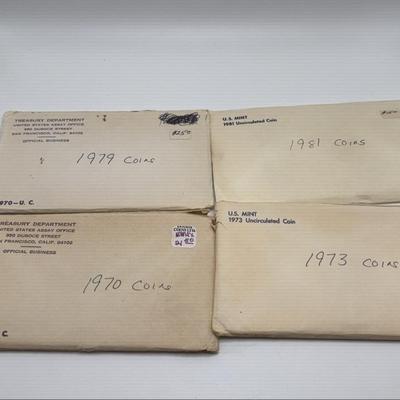 TREASURY DEPARTMENT
UNITED STATES ASSAY OFFICE
350 DUBOCE STREET
SAN FRANCISCO, CALIF. 94102
OFFICIAL BUSINESS
1979 Coins
1970-U. C.
U.S. MINT
1981 Uncirculated Coin
1981 Coins
TREASURY DEPARTMENT
UNITED STATES ASSAY OFFICE
350 DUBOCE STREET
SAN FRANCISCO, CALIF. 94102
OFFICIAL BUSINESS
1970 Coins
C
U.S. MINT
1973 Uncirculated Coin
1973 Coins